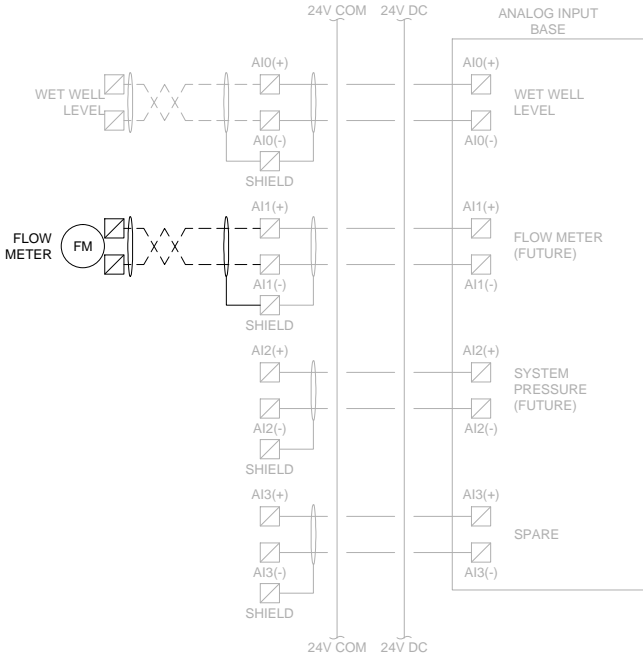 24V COM
24V DC
ANALOG INPUT
BASE
AI0(+)
AI0(+)
WET WELL
LEVEL
WET WELL
LEVEL
AI0(-)
AI0(-)
SHIELD
AI1(+)
AI1(+)
FLOW
METER
FM
FLOW METER
(FUTURE)
AI1(-)
AI1(-)
SHIELD
AI2(+)
AI2(+)
SYSTEM
PRESSURE
(FUTURE)
AI2(-)
AI2(-)
SHIELD
AI3(+)
AI3(+)
SPARE
AI3(-)
AI3(-)
SHIELD
24V COM
24V DC